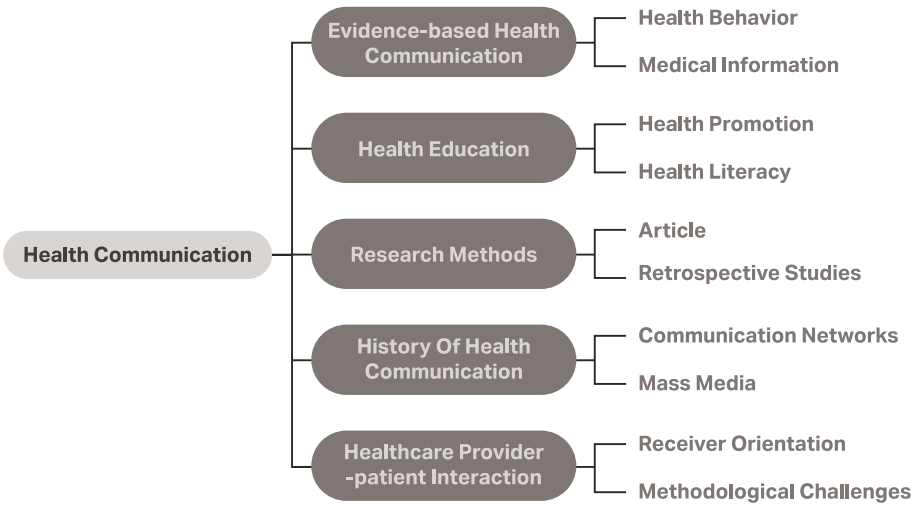 Health Communication
Evidence-based Health
Communication
Health Behavior
Medical Information
Health Education
Health Promotion
Health Literacy
Research Methods
Article
Retrospective Studies
History Of Health
Communication
Communication Networks
Mass Media
Healthcare Provider
-patient Interaction
Receiver Orientation
Methodological Challenges